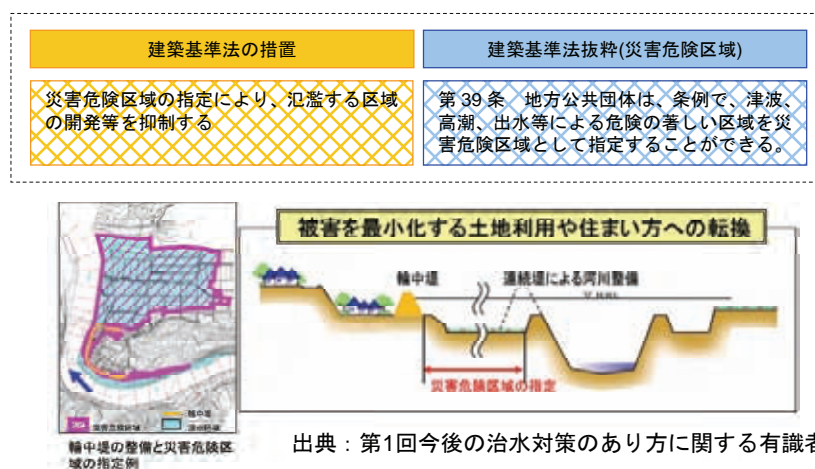 建築基準法の措置
建築基準法抜粋(災害危険区域)
災害危険区域の指定により、氾濫する区域
の開発等を抑制する
第39条 地方公共団体は、条例で、津波、
高潮、出水等による危険の著しい区域を災
害危険区域として指定することができる。
被害を最小化する土地利用や住まい方への転換
輪中堤
連続堤による河川整備
災害危険区域の指定
災害危険区域
輪中堤
輪中堤の整備と災害危険区
域の指定例
出典：第1回今後の治水対策のあり方に関する有識者